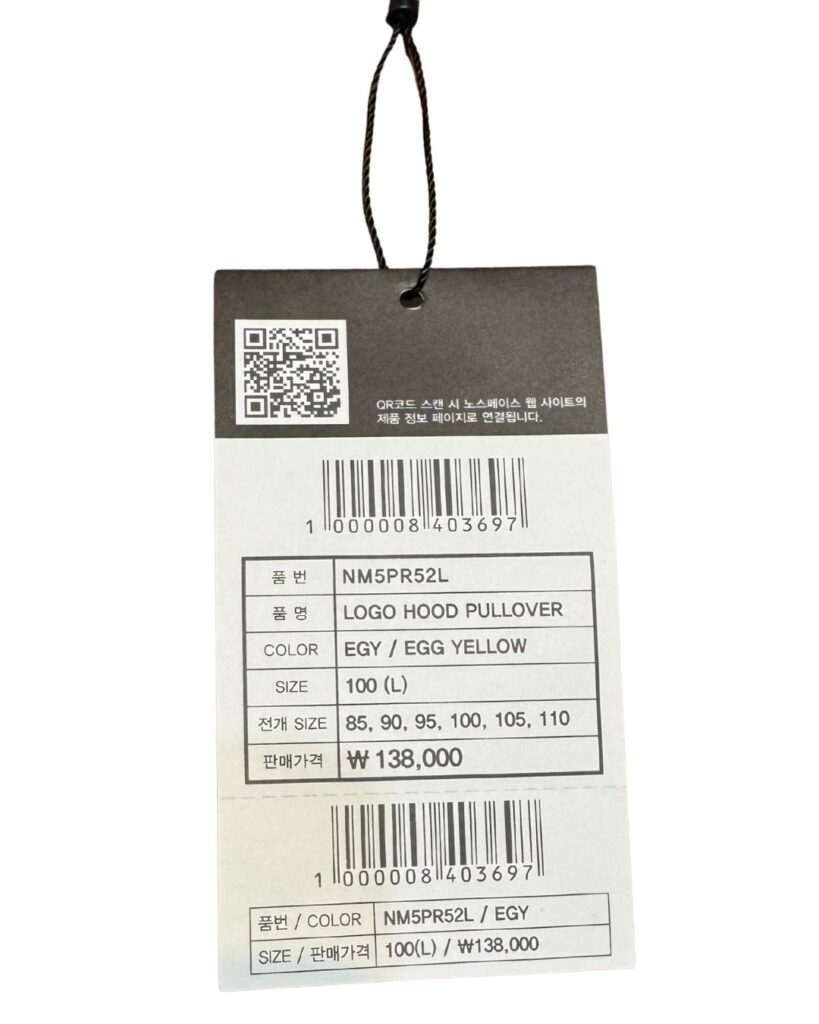 QR코드 스캔 시 노스페이스 웹 사이트의
제품 정보 페이지로 연결됩니다.
1 000008 403697
품 번 NM5PR52L
품 명 LOGO HOOD PULLOVER
COLOR EGY / EGG YELLOW
SIZE 100 (L)
전개 SIZE 85, 90, 95, 100, 105, 110
판매가격 ₩ 138,000
1 000008 403697
품번 / COLOR NM5PR52L / EGY
SIZE / 판매가격 100(L) / ₩138,000